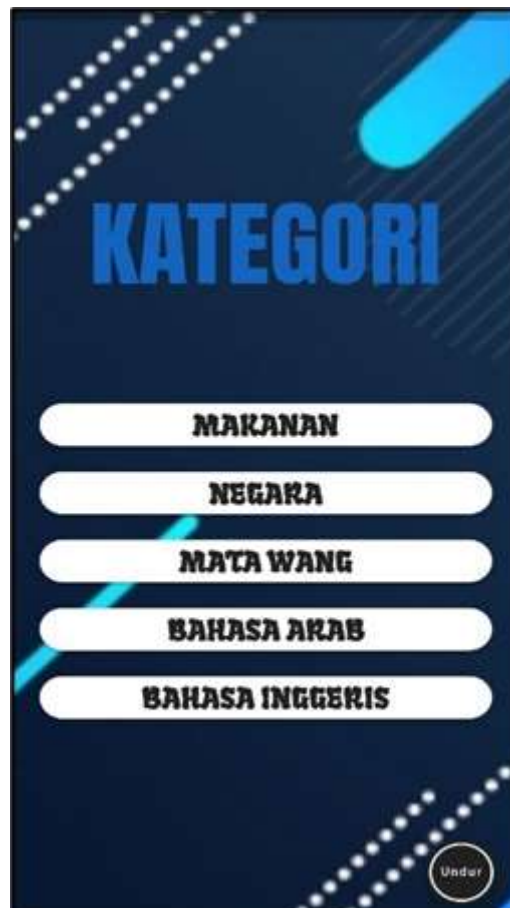 KATEGORI
MAKANAN
NEGARA
MATA WANG
BAHASA ARAB
BAHASA INGGERIS
Undur